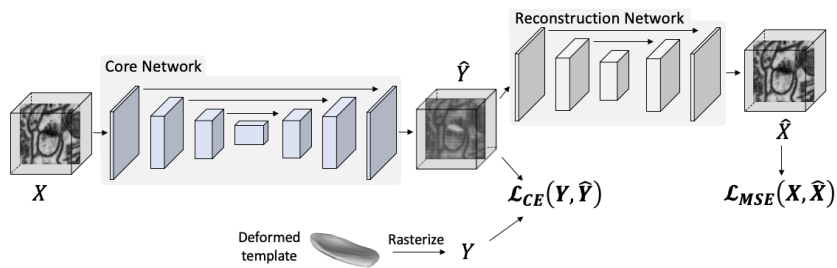 Reconstruction Network
Core Network
Ŷ
X
X̂
ℒ_CE(Y, Ŷ)
ℒ_MSE(X, X̂)
Deformed
template
Rasterize
Y